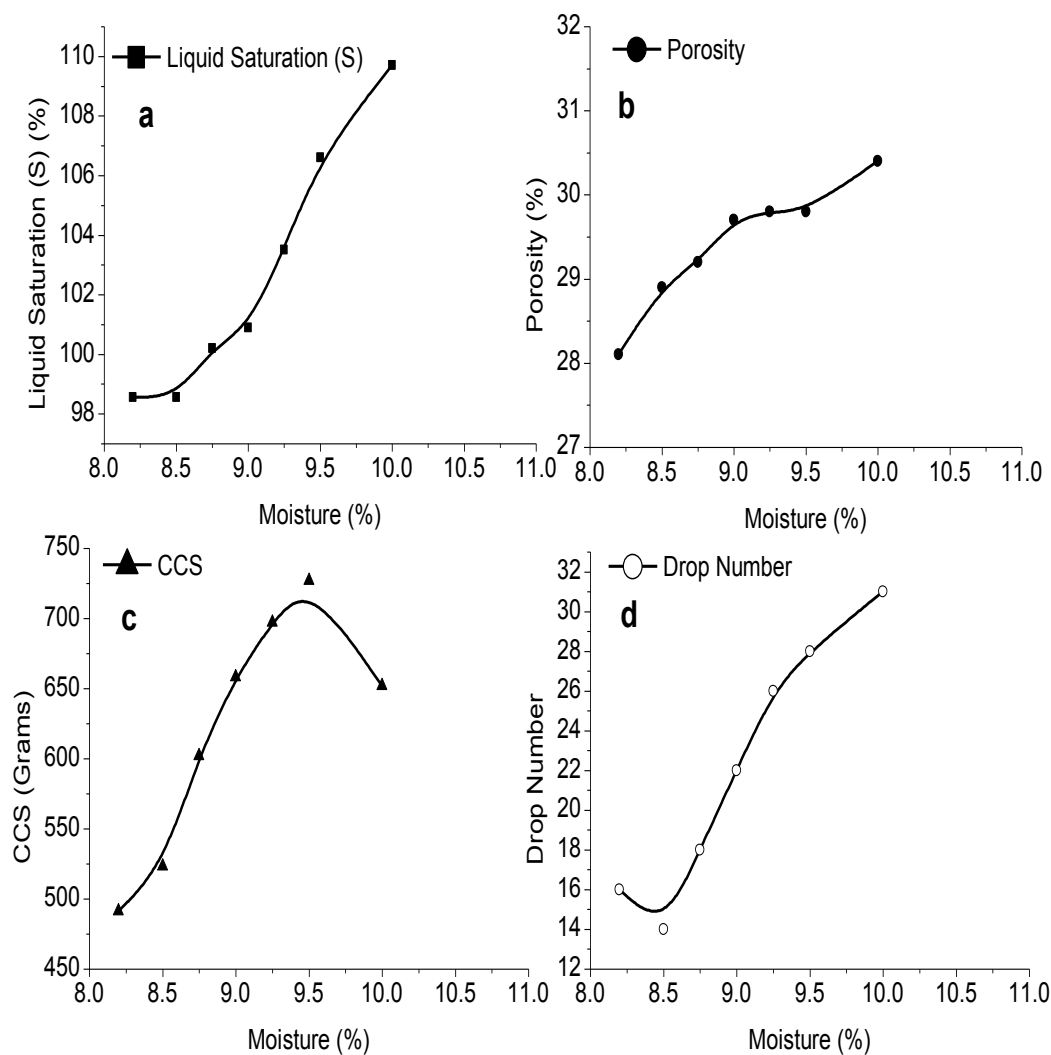 Liquid Saturation (S)
a
Liquid Saturation (S) (%)
110
108
106
104
102
100
98
8.0 8.5 9.0 9.5 10.0 10.5 11.0
Moisture (%)
Porosity
b
Porosity (%)
32
31
30
29
28
27
8.0 8.5 9.0 9.5 10.0 10.5 11.0
Moisture (%)
CCS
c
CCS (Grams)
750
700
650
600
550
500
450
8.0 8.5 9.0 9.5 10.0 10.5 11.0
Moisture (%)
Drop Number
d
Drop Number
32
30
28
26
24
22
20
18
16
14
12
8.0 8.5 9.0 9.5 10.0 10.5 11.0
Moisture (%)